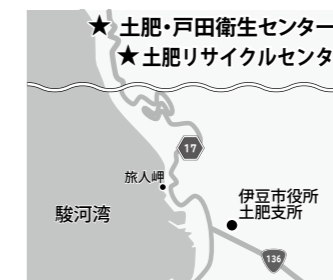 ★ 土肥・戸田衛生センター
★土肥リサイクルセンタ
17
旅人岬
伊豆市役所
土肥支所
駿河湾
136